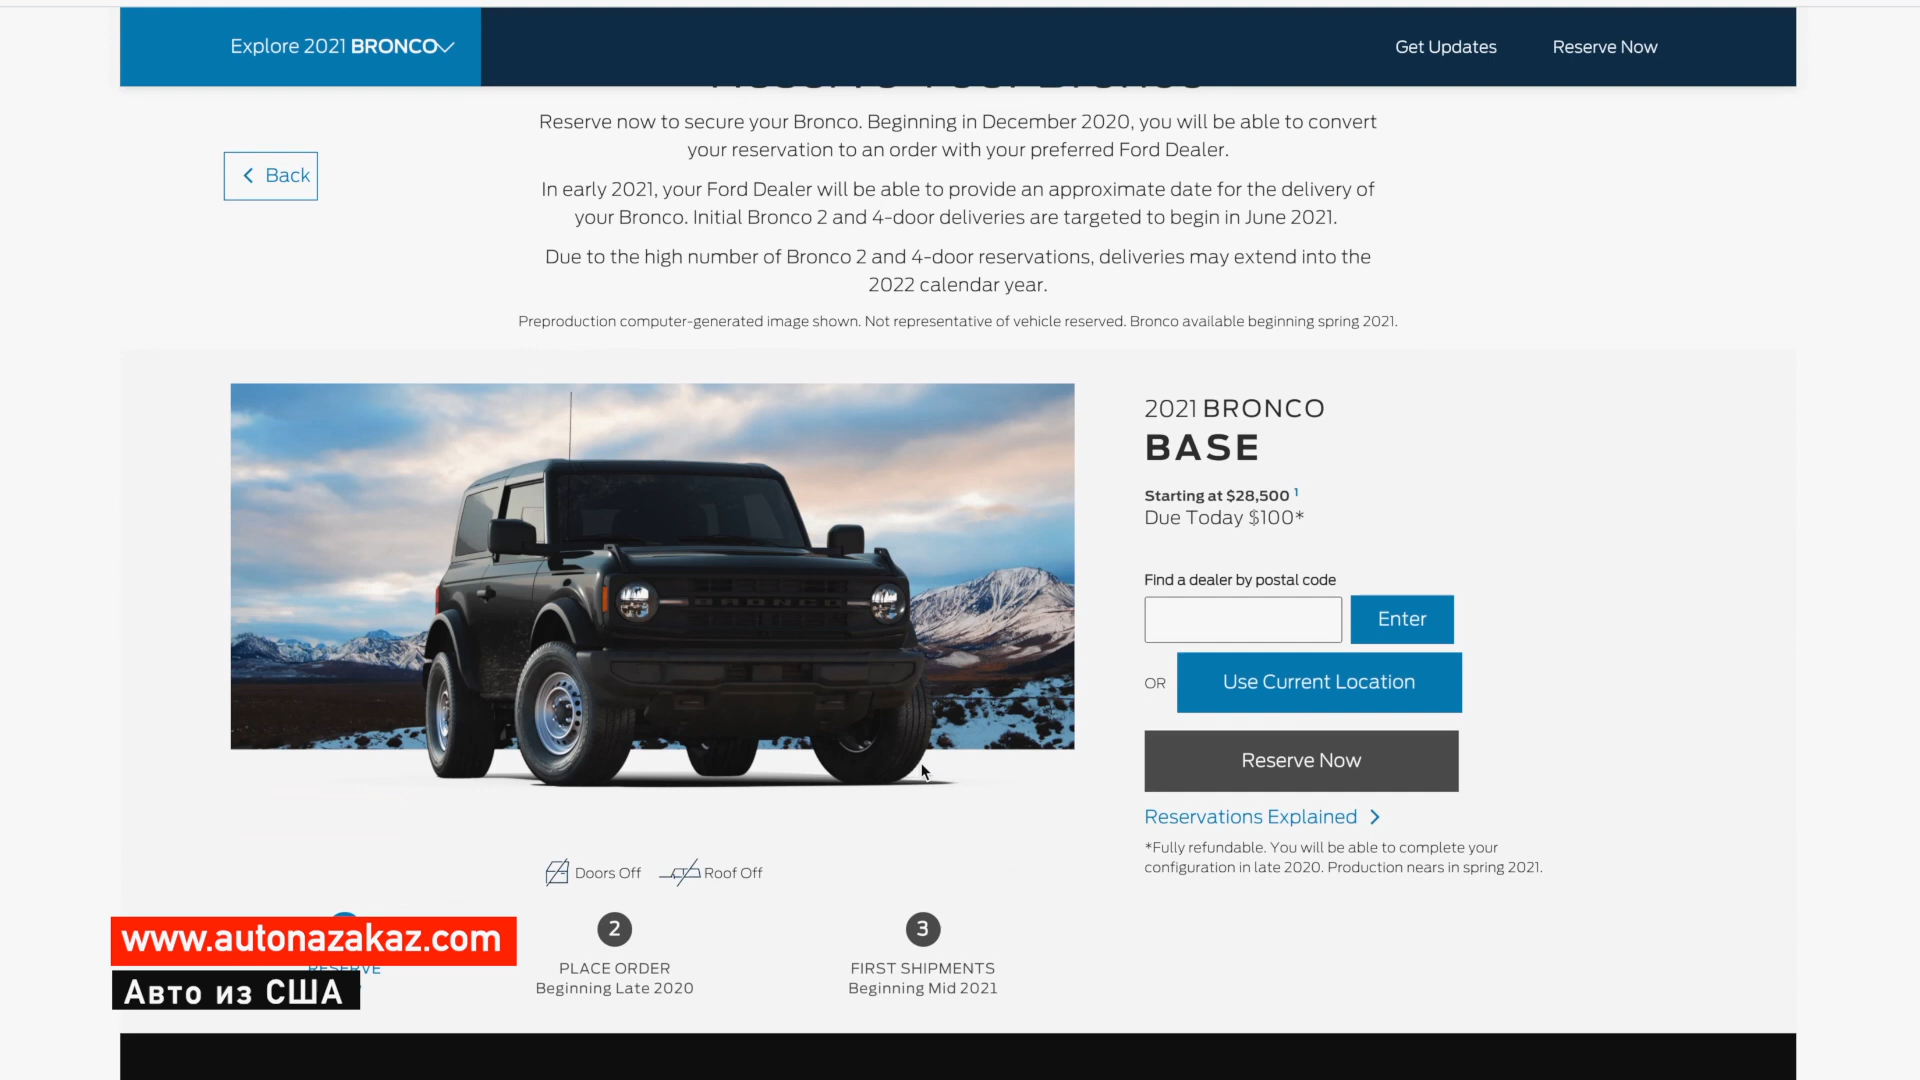 Explore 2021 BRONCO
Get Updates
Reserve Now
Reserve now to secure your Bronco. Beginning in December 2020, you will be able to convert
your reservation to an order with your preferred Ford Dealer.
Back
In early 2021, your Ford Dealer will be able to provide an approximate date for the delivery of
your Bronco. Initial Bronco 2 and 4-door deliveries are targeted to begin in June 2021.
Due to the high number of Bronco 2 and 4-door reservations, deliveries may extend into the
2022 calendar year.
Preproduction computer-generated image shown. Not representative of vehicle reserved. Bronco available beginning spring 2021.
BRONCO
2021 BRONCO
BASE
Starting at $28,500 1
Due Today $100*
Find a dealer by postal code
Enter
OR
Use Current Location
Reserve Now
Reservations Explained
*Fully refundable. You will be able to complete your
configuration in late 2020. Production nears in spring 2021.
Doors Off
Roof Off
2
PLACE ORDER
Beginning Late 2020
3
FIRST SHIPMENTS
Beginning Mid 2021
www.autonazakaz.com
RESERVE
Авто из США